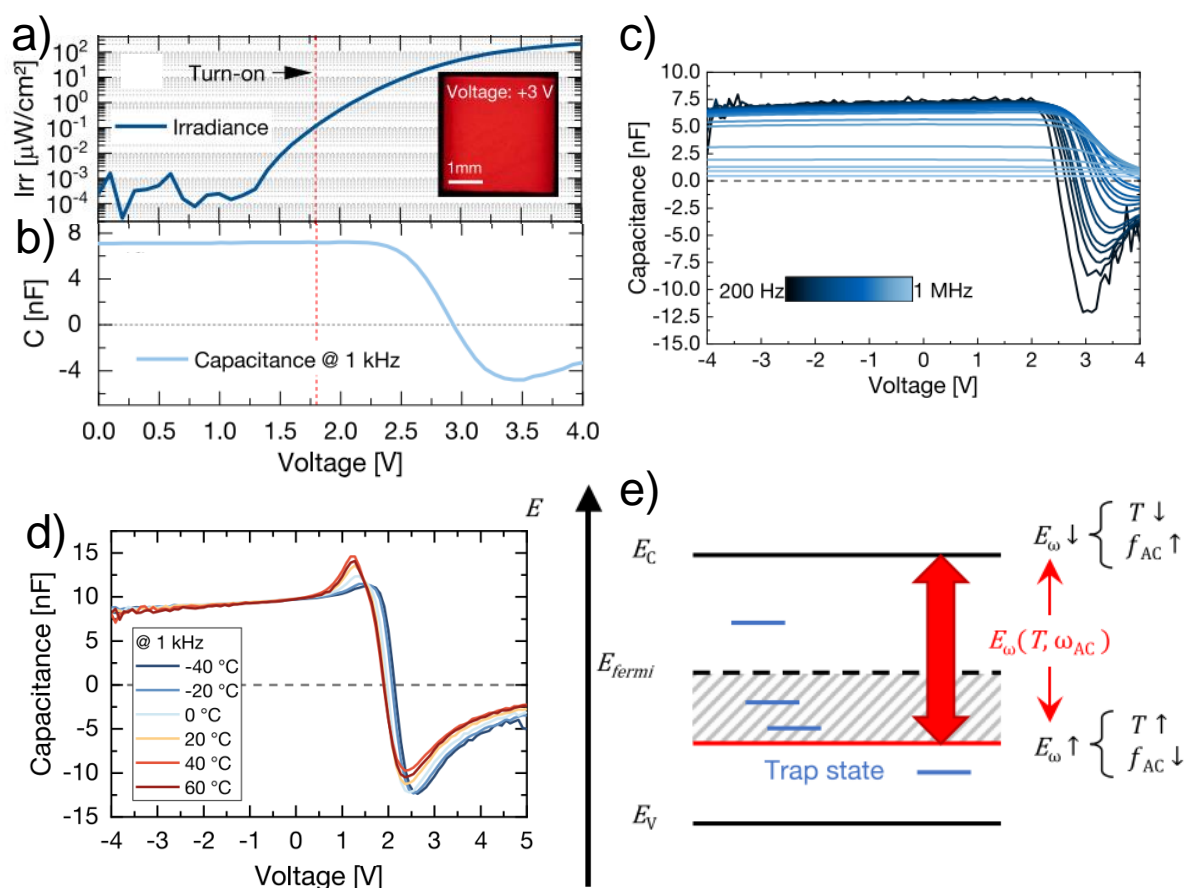 a)
Irr [µW/cm²]
10²
10¹
10⁰
10⁻¹
10⁻²
10⁻³
10⁻⁴
Turn-on
Irradiance
Voltage: +3 V
1mm
b)
C [nF]
8
4
0
-4
Capacitance @ 1 kHz
0.0 0.5 1.0 1.5 2.0 2.5 3.0 3.5 4.0
Voltage [V]
c)
Capacitance [nF]
10.0
7.5
5.0
2.5
0.0
-2.5
-5.0
-7.5
-10.0
-12.5
-15.0
200 Hz
1 MHz
-4 -3 -2 -1 0 1 2 3 4
Voltage [V]
d)
Capacitance [nF]
15
10
5
0
-5
-10
-15
@ 1 kHz
-40 °C
-20 °C
0 °C
20 °C
40 °C
60 °C
-4 -3 -2 -1 0 1 2 3 4 5
Voltage [V]
e)
E
E_C
E_fermi
E_V
Trap state
E_ω ↓ { T ↓
f_AC ↑
E_ω(T, ω_AC)
E_ω ↑ { T ↑
f_AC ↓